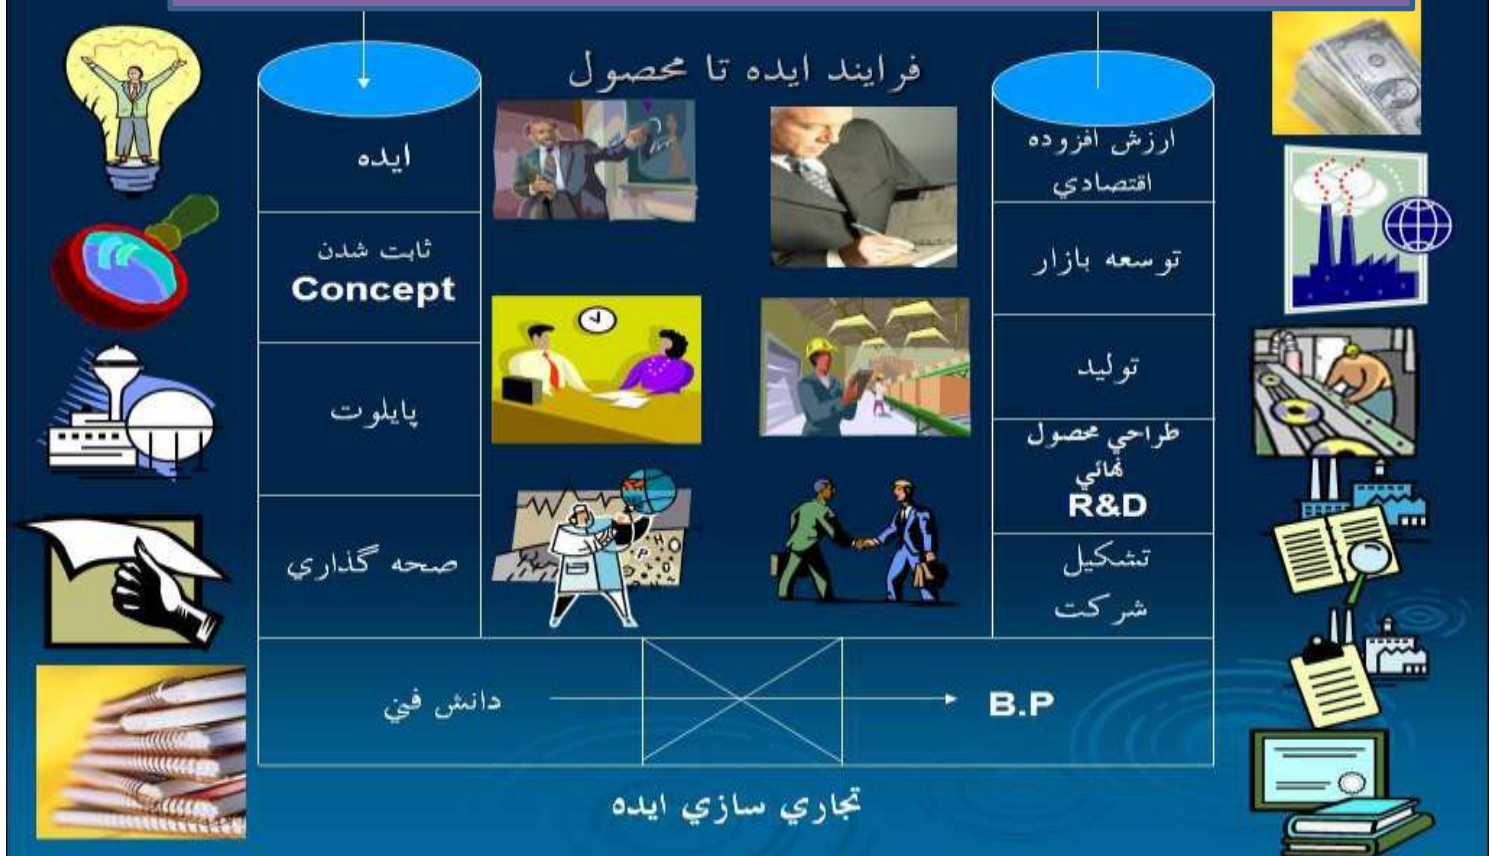 فرايند ايده تا محصول
ايده
ثابت شدن
Concept
پايلوت
صحه گذاري
دانش فني
B.P
تشكيل
شركت
طراحي محصول
نهائي
R&D
توليد
توسعه بازار
ارزش افزوده
اقتصادي
تجاري سازي ايده